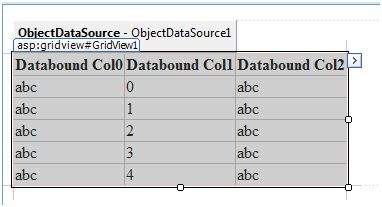 ObjectDataSource - ObjectDataSource1
asp:gridview#GridView1
Databound Col0 Databound Col1 Databound Col2
abc 0 abc
abc 1 abc
abc 2 abc
abc 3 abc
abc 4 abc